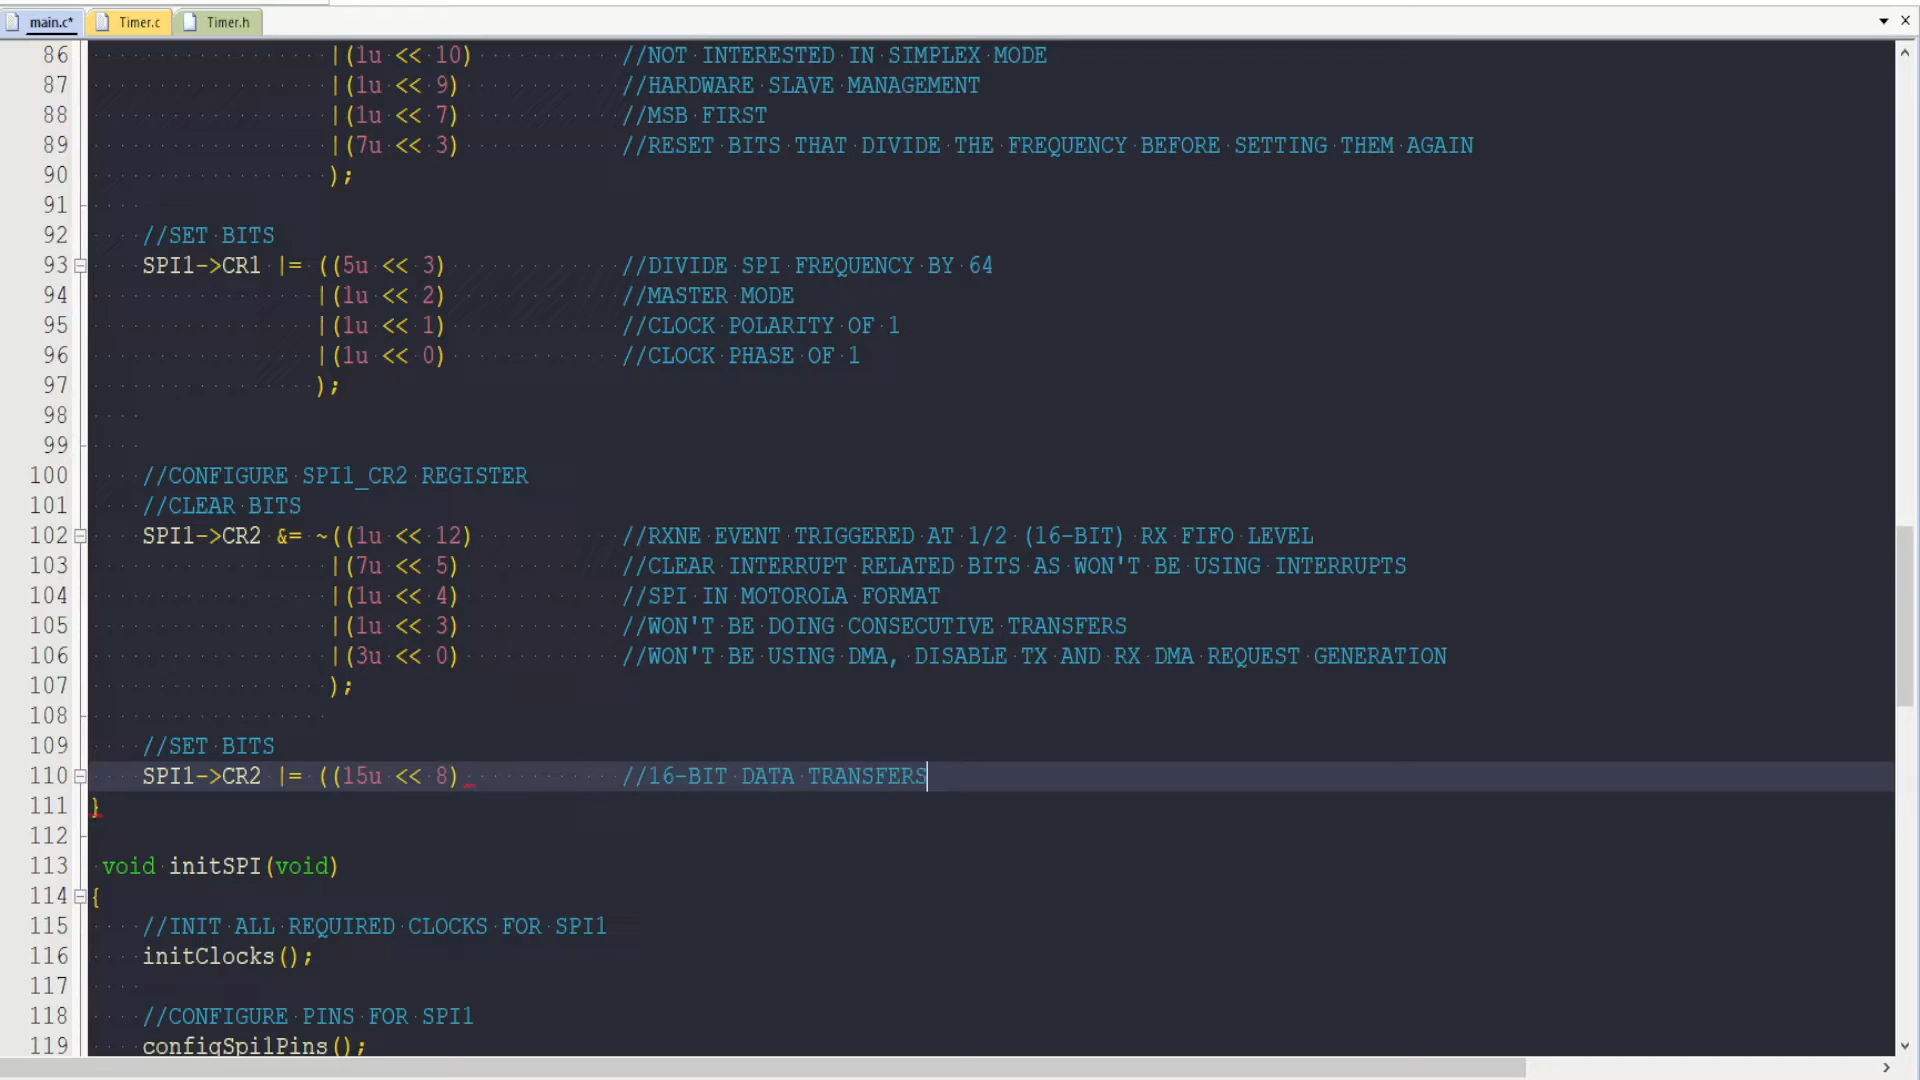 main.c* Timer.c Timer.h
86 |(1u << 10) //NOT INTERESTED IN SIMPLEX MODE
87 |(1u << 9) //HARDWARE SLAVE MANAGEMENT
88 |(1u << 7) //MSB FIRST
89 |(7u << 3) //RESET BITS THAT DIVIDE THE FREQUENCY BEFORE SETTING THEM AGAIN
90 );
91
92 //SET BITS
93 SPI1->CR1 |= ((5u << 3) //DIVIDE SPI FREQUENCY BY 64
94 |(1u << 2) //MASTER MODE
95 |(1u << 1) //CLOCK POLARITY OF 1
96 |(1u << 0) //CLOCK PHASE OF 1
97 );
98
99
100 //CONFIGURE SPI1_CR2 REGISTER
101 //CLEAR BITS
102 SPI1->CR2 &= ~((1u << 12) //RXNE EVENT TRIGGERED AT 1/2 (16-BIT) RX FIFO LEVEL
103 |(7u << 5) //CLEAR INTERRUPT RELATED BITS AS WON'T BE USING INTERRUPTS
104 |(1u << 4) //SPI IN MOTOROLA FORMAT
105 |(1u << 3) //WON'T BE DOING CONSECUTIVE TRANSFERS
106 |(3u << 0) //WON'T BE USING DMA, DISABLE TX AND RX DMA REQUEST GENERATION
107 );
108
109 //SET BITS
110 SPI1->CR2 |= ((15u << 8) //16-BIT DATA TRANSFERS
111 }
112
113 void initSPI(void)
114 {
115 //INIT ALL REQUIRED CLOCKS FOR SPI1
116 initClocks();
117
118 //CONFIGURE PINS FOR SPI1
119 configSpi1Pins();